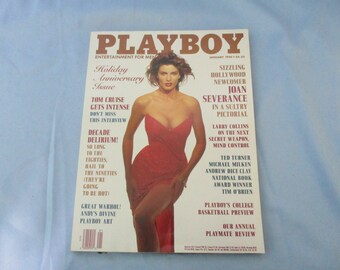 PLAYBOY
ENTERTAINMENT FOR MEN
Holiday
Anniversary
Issue
TOM CRUISE
GETS INTENSE
DON'T MISS
THIS INTERVIEW
DECADE
DELIRIUM!
SO LONG
TO THE
EIGHTIES,
HAIL TO
THE NINETIES
(THEY'RE
GOING
TO BE HOT!)
GREAT WARHOL!
ANDY'S DIVINE
PLAYBOY ART
SIZZLING
HOLLYWOOD
NEWCOMER
JOAN
SEVERANCE
IN A SULTRY
PICTORIAL
LARRY COLLINS
ON THE NEXT
SECRET WEAPON,
MIND CONTROL
TED TURNER
MICHAEL MILKEN
ANDREW DICE CLAY
NATIONAL BOOK
AWARD WINNER
TIM O'BRIEN
PLAYBOY'S COLLEGE
BASKETBALL PREVIEW
OUR ANNUAL
PLAYMATE REVIEW